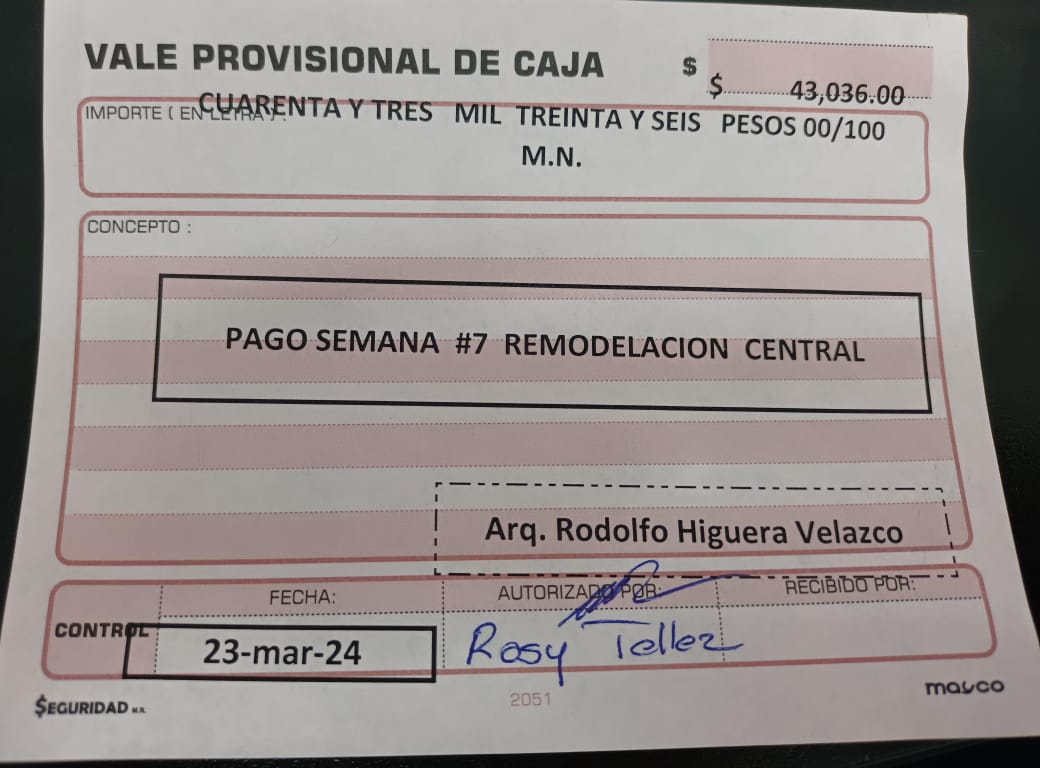 VALE PROVISIONAL DE CAJA $
$ 43,036.00
IMPORTE ( EN LETRA ) :
CUARENTA Y TRES MIL TREINTA Y SEIS PESOS 00/100
M.N.
CONCEPTO :
PAGO SEMANA #7 REMODELACION CENTRAL
Arq. Rodolfo Higuera Velazco
CONTROL
FECHA: AUTORIZADO POR: RECIBIDO POR:
23-mar-24 Rosy Tellez
$EGURIDAD M.R. 2051 masco